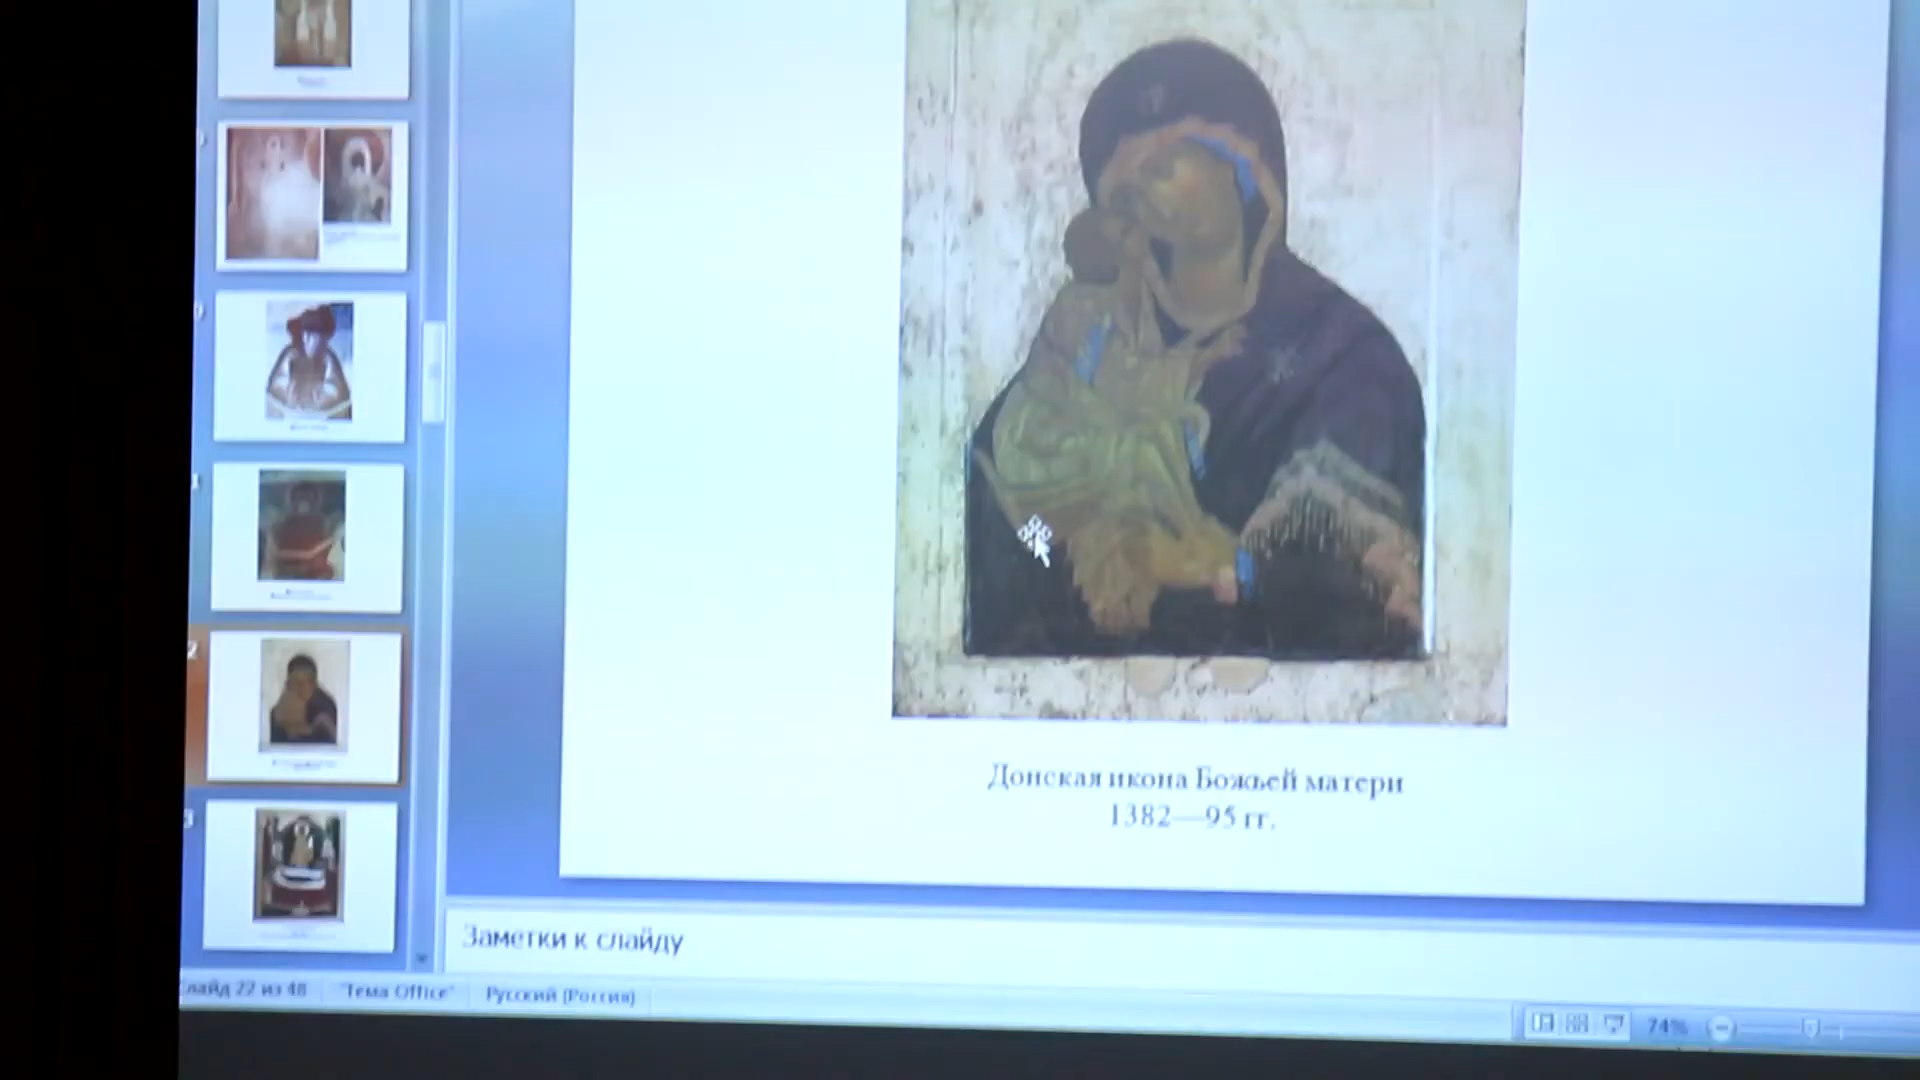 Донская икона Божьей матери
1382—95 гг.
Заметки к слайду
Слайд 22 из 48
"Тема Office"
Русский (Россия)
74%